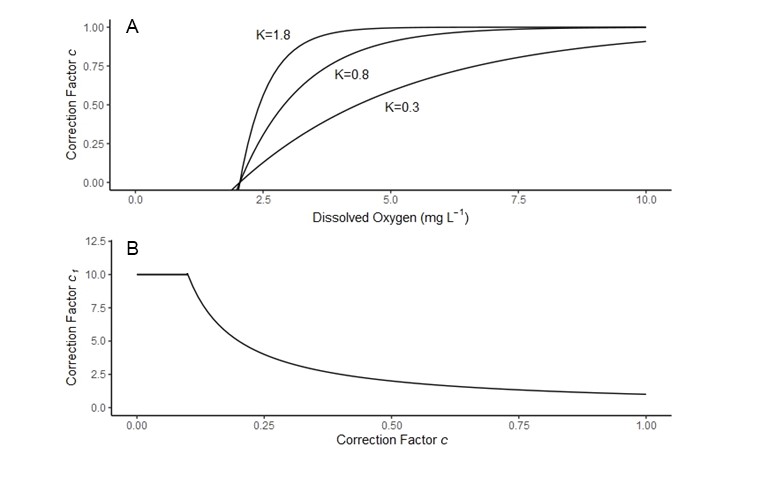 A
1.00
0.75
0.50
0.25
0.00
Correction Factor c
K=1.8
K=0.8
K=0.3
0.0 2.5 5.0 7.5 10.0
Dissolved Oxygen (mg L⁻¹)
B
12.5
10.0
7.5
5.0
2.5
0.0
Correction Factor c₁
0.00 0.25 0.50 0.75 1.00
Correction Factor c